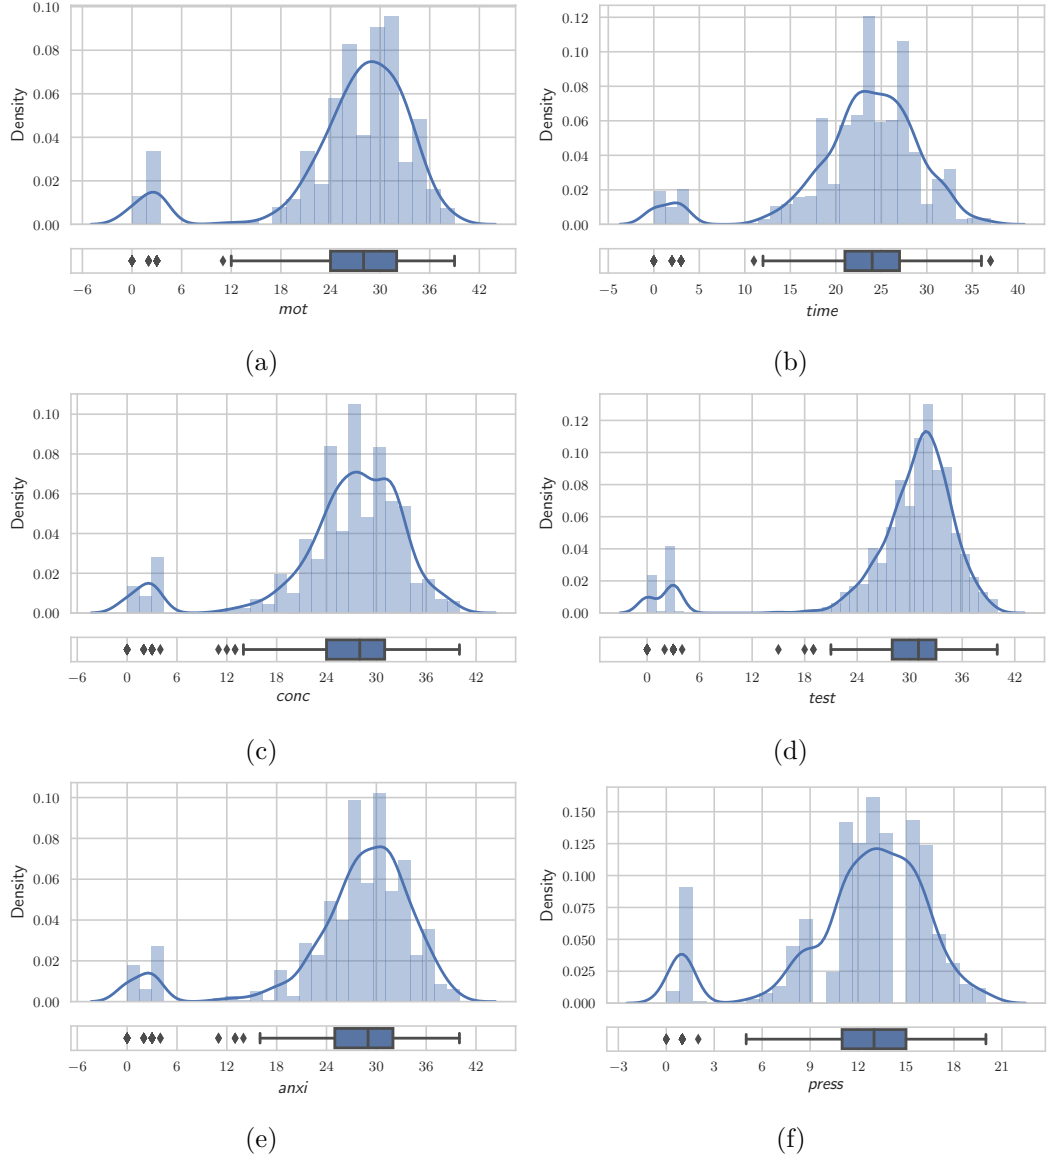 0.10
0.08
0.06
0.04
0.02
0.00
Density
−6 0 6 12 18 24 30 36 42
mot
(a)
0.12
0.10
0.08
0.06
0.04
0.02
0.00
Density
−5 0 5 10 15 20 25 30 35 40
time
(b)
0.10
0.08
0.06
0.04
0.02
0.00
Density
−6 0 6 12 18 24 30 36 42
conc
(c)
0.12
0.10
0.08
0.06
0.04
0.02
0.00
Density
0 6 12 18 24 30 36 42
test
(d)
0.10
0.08
0.06
0.04
0.02
0.00
Density
−6 0 6 12 18 24 30 36 42
anxi
(e)
0.150
0.125
0.100
0.075
0.050
0.025
0.000
Density
−3 0 3 6 9 12 15 18 21
press
(f)